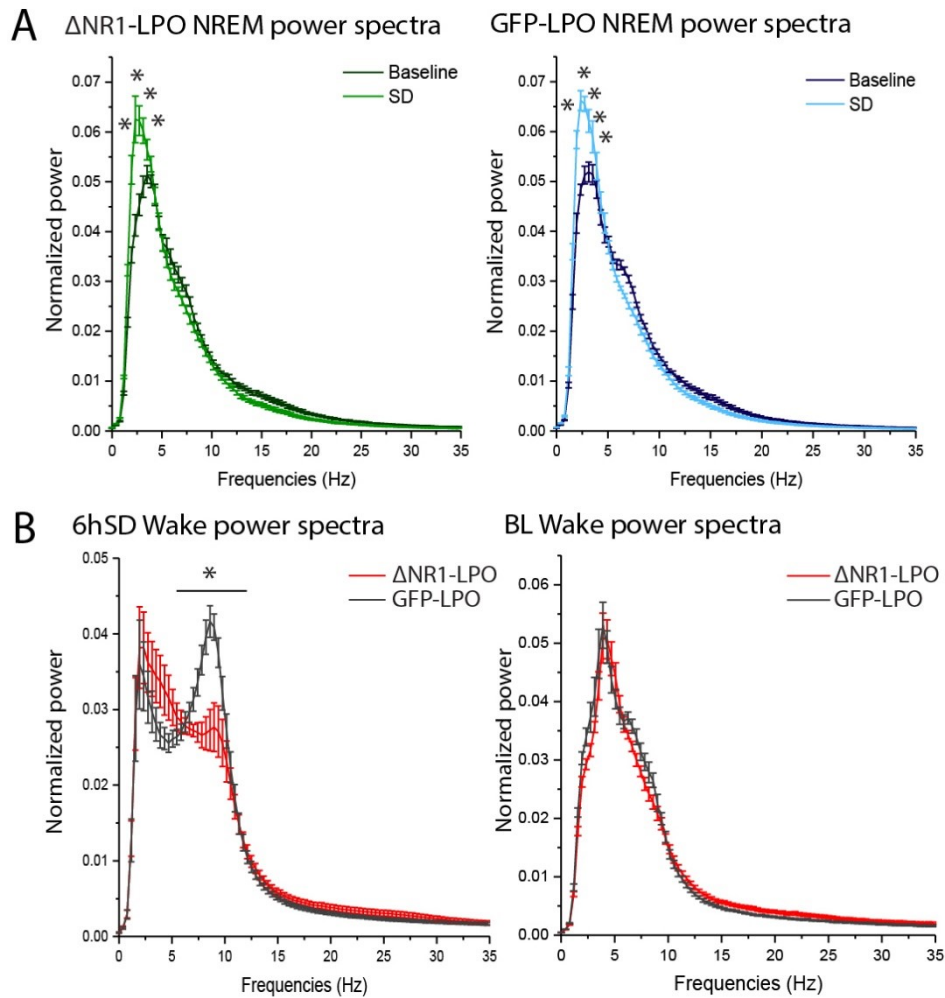 A
ΔNR1-LPO NREM power spectra
GFP-LPO NREM power spectra
* * * *
Baseline
SD
Normalized power
0.07
0.06
0.05
0.04
0.03
0.02
0.01
0.00
0 5 10 15 20 25 30 35
Frequencies (Hz)
* * * * *
Baseline
SD
Normalized power
0.07
0.06
0.05
0.04
0.03
0.02
0.01
0.00
0 5 10 15 20 25 30 35
Frequencies (Hz)
B
6hSD Wake power spectra
BL Wake power spectra
*
ΔNR1-LPO
GFP-LPO
Normalized power
0.05
0.04
0.03
0.02
0.01
0.00
0 5 10 15 20 25 30 35
Frequencies (Hz)
ΔNR1-LPO
GFP-LPO
Normalized power
0.06
0.05
0.04
0.03
0.02
0.01
0.00
0 5 10 15 20 25 30 35
Frequencies (Hz)